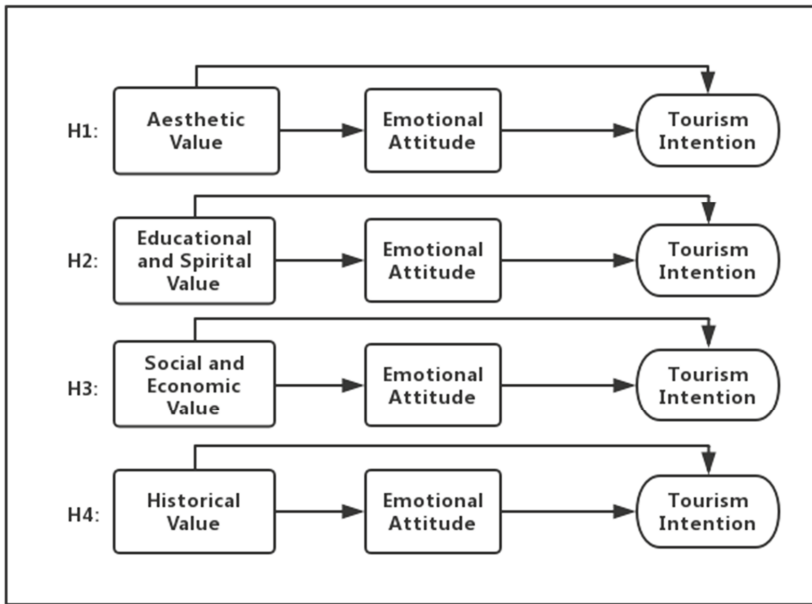 H1:
Aesthetic
Value
Emotional
Attitude
Tourism
Intention
H2:
Educational
and Spirital
Value
Emotional
Attitude
Tourism
Intention
H3:
Social and
Economic
Value
Emotional
Attitude
Tourism
Intention
H4:
Historical
Value
Emotional
Attitude
Tourism
Intention